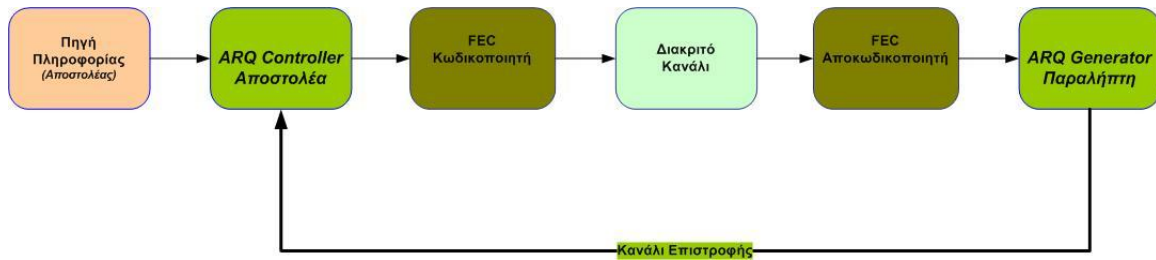 Πηγή
Πληροφορίας
(Αποστολέας)
ARQ Controller
Αποστολέα
FEC
Κωδικοποιητή
Διακριτό
Κανάλι
FEC
Αποκωδικοποιητή
ARQ Generator
Παραλήπτη
Κανάλι Επιστροφής